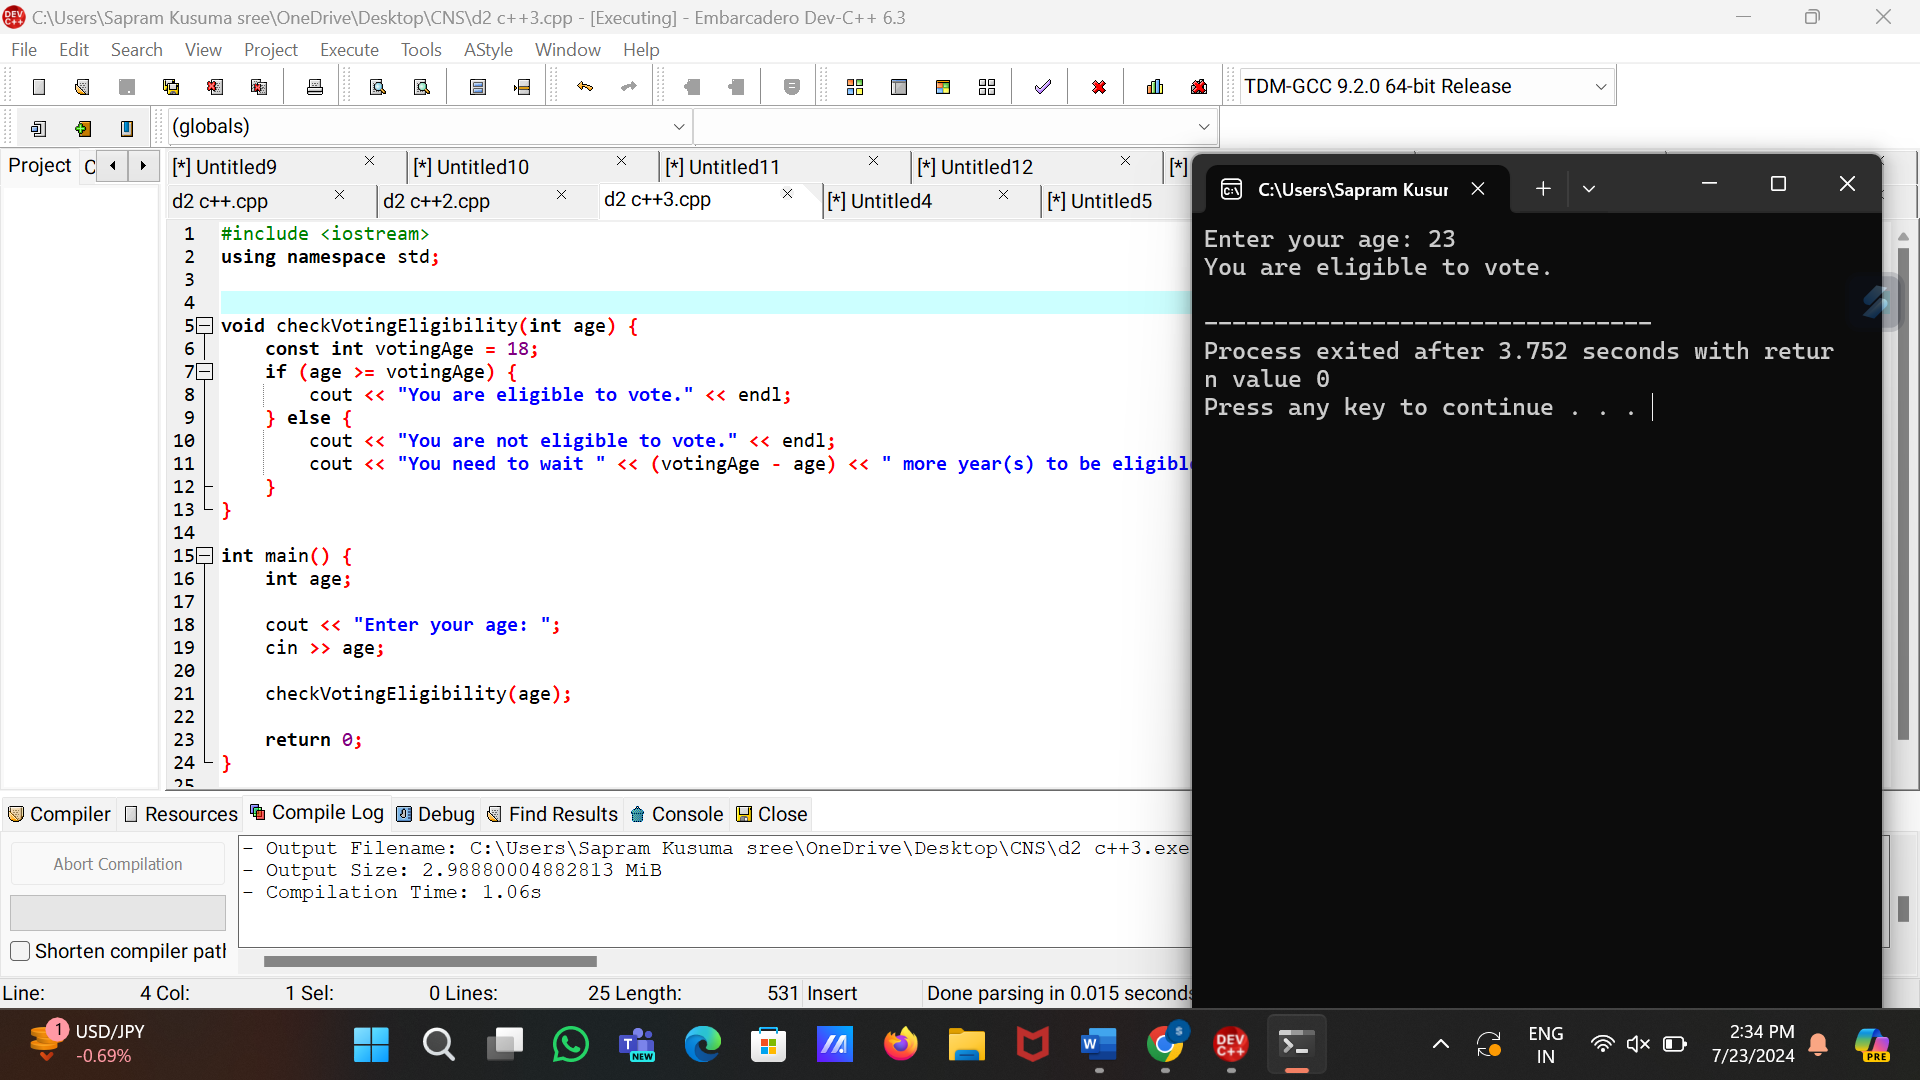 C:\Users\Sapram Kusuma sree\OneDrive\Desktop\CNS\d2 c++3.cpp - [Executing] - Embarcadero Dev-C++ 6.3
File Edit Search View Project Execute Tools AStyle Window Help
TDM-GCC 9.2.0 64-bit Release
(globals)
Project C
[*] Untitled9 [*] Untitled10 [*] Untitled11 [*] Untitled12 [*]
d2 c++.cpp d2 c++2.cpp d2 c++3.cpp [*] Untitled4 [*] Untitled5
1 #include <iostream>
2 using namespace std;
3
4
5 void checkVotingEligibility(int age) {
6 const int votingAge = 18;
7 if (age >= votingAge) {
8 cout << "You are eligible to vote." << endl;
9 } else {
10 cout << "You are not eligible to vote." << endl;
11 cout << "You need to wait " << (votingAge - age) << " more year(s) to be eligibl
12 }
13 }
14
15 int main() {
16 int age;
17
18 cout << "Enter your age: ";
19 cin >> age;
20
21 checkVotingEligibility(age);
22
23 return 0;
24 }
25
C:\Users\Sapram Kusur
Enter your age: 23
You are eligible to vote.
--------------------------------
Process exited after 3.752 seconds with retur
n value 0
Press any key to continue . . .
Compiler Resources Compile Log Debug Find Results Console Close
Abort Compilation
Shorten compiler path
- Output Filename: C:\Users\Sapram Kusuma sree\OneDrive\Desktop\CNS\d2 c++3.exe
- Output Size: 2.98880004882813 MiB
- Compilation Time: 1.06s
Line: 4 Col: 1 Sel: 0 Lines: 25 Length: 531 Insert Done parsing in 0.015 seconds
1
USD/JPY
-0.69%
NEW
DEV
C++
ENG
IN
2:34 PM
7/23/2024
PRE